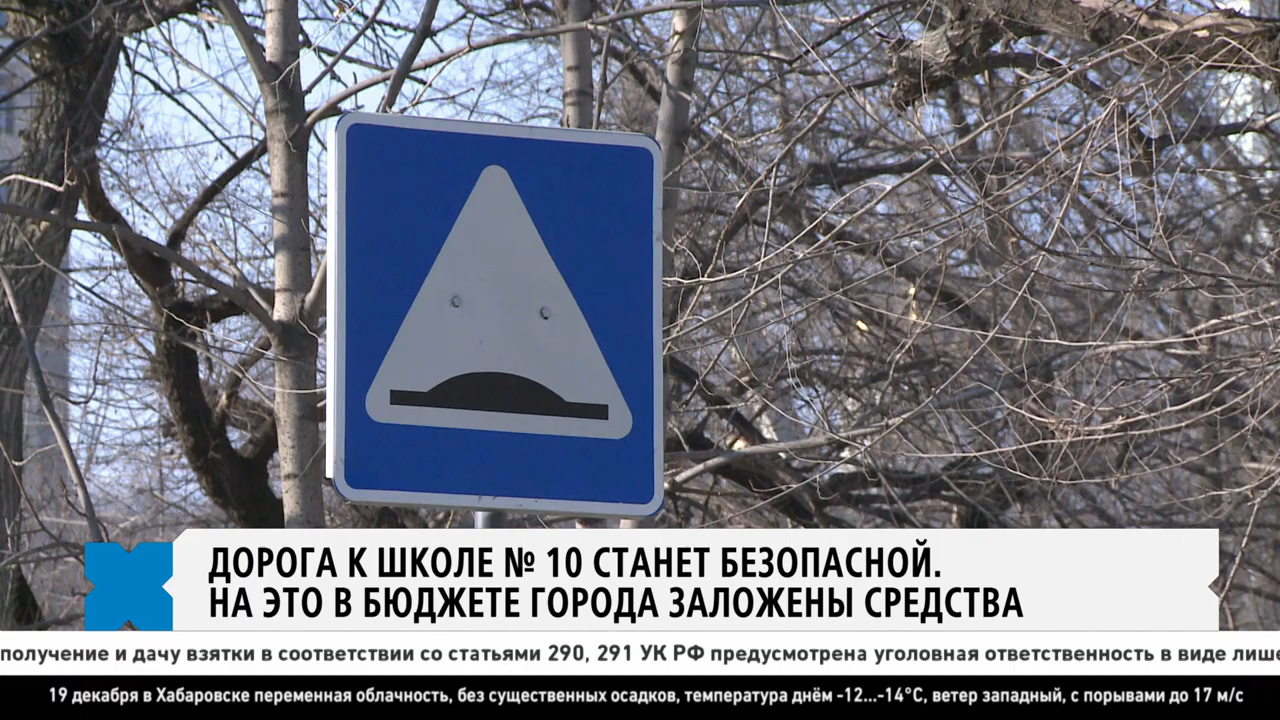 ДОРОГА К ШКОЛЕ № 10 СТАНЕТ БЕЗОПАСНОЙ.
НА ЭТО В БЮДЖЕТЕ ГОРОДА ЗАЛОЖЕНЫ СРЕДСТВА
получение и дачу взятки в соответствии со статьями 290, 291 УК РФ предусмотрена уголовная ответственность в виде лише
19 декабря в Хабаровске переменная облачность, без существенных осадков, температура днём -12...-14°С, ветер западный, с порывами до 17 м/с